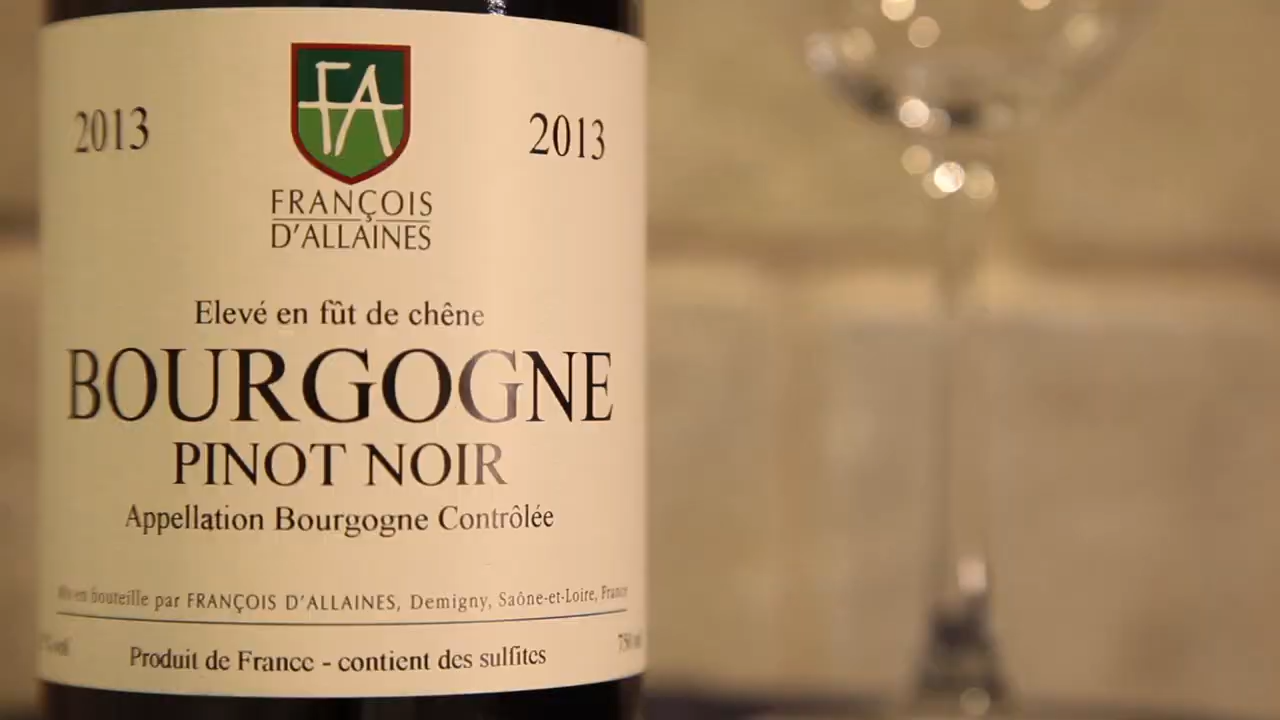 FA
2013
2013
FRANÇOIS
D'ALLAINES
Elevé en fût de chêne
BOURGOGNE
PINOT NOIR
Appellation Bourgogne Contrôlée
Mis en bouteille par FRANÇOIS D'ALLAINES, Demigny, Saône-et-Loire, France
Produit de France - contient des sulfites